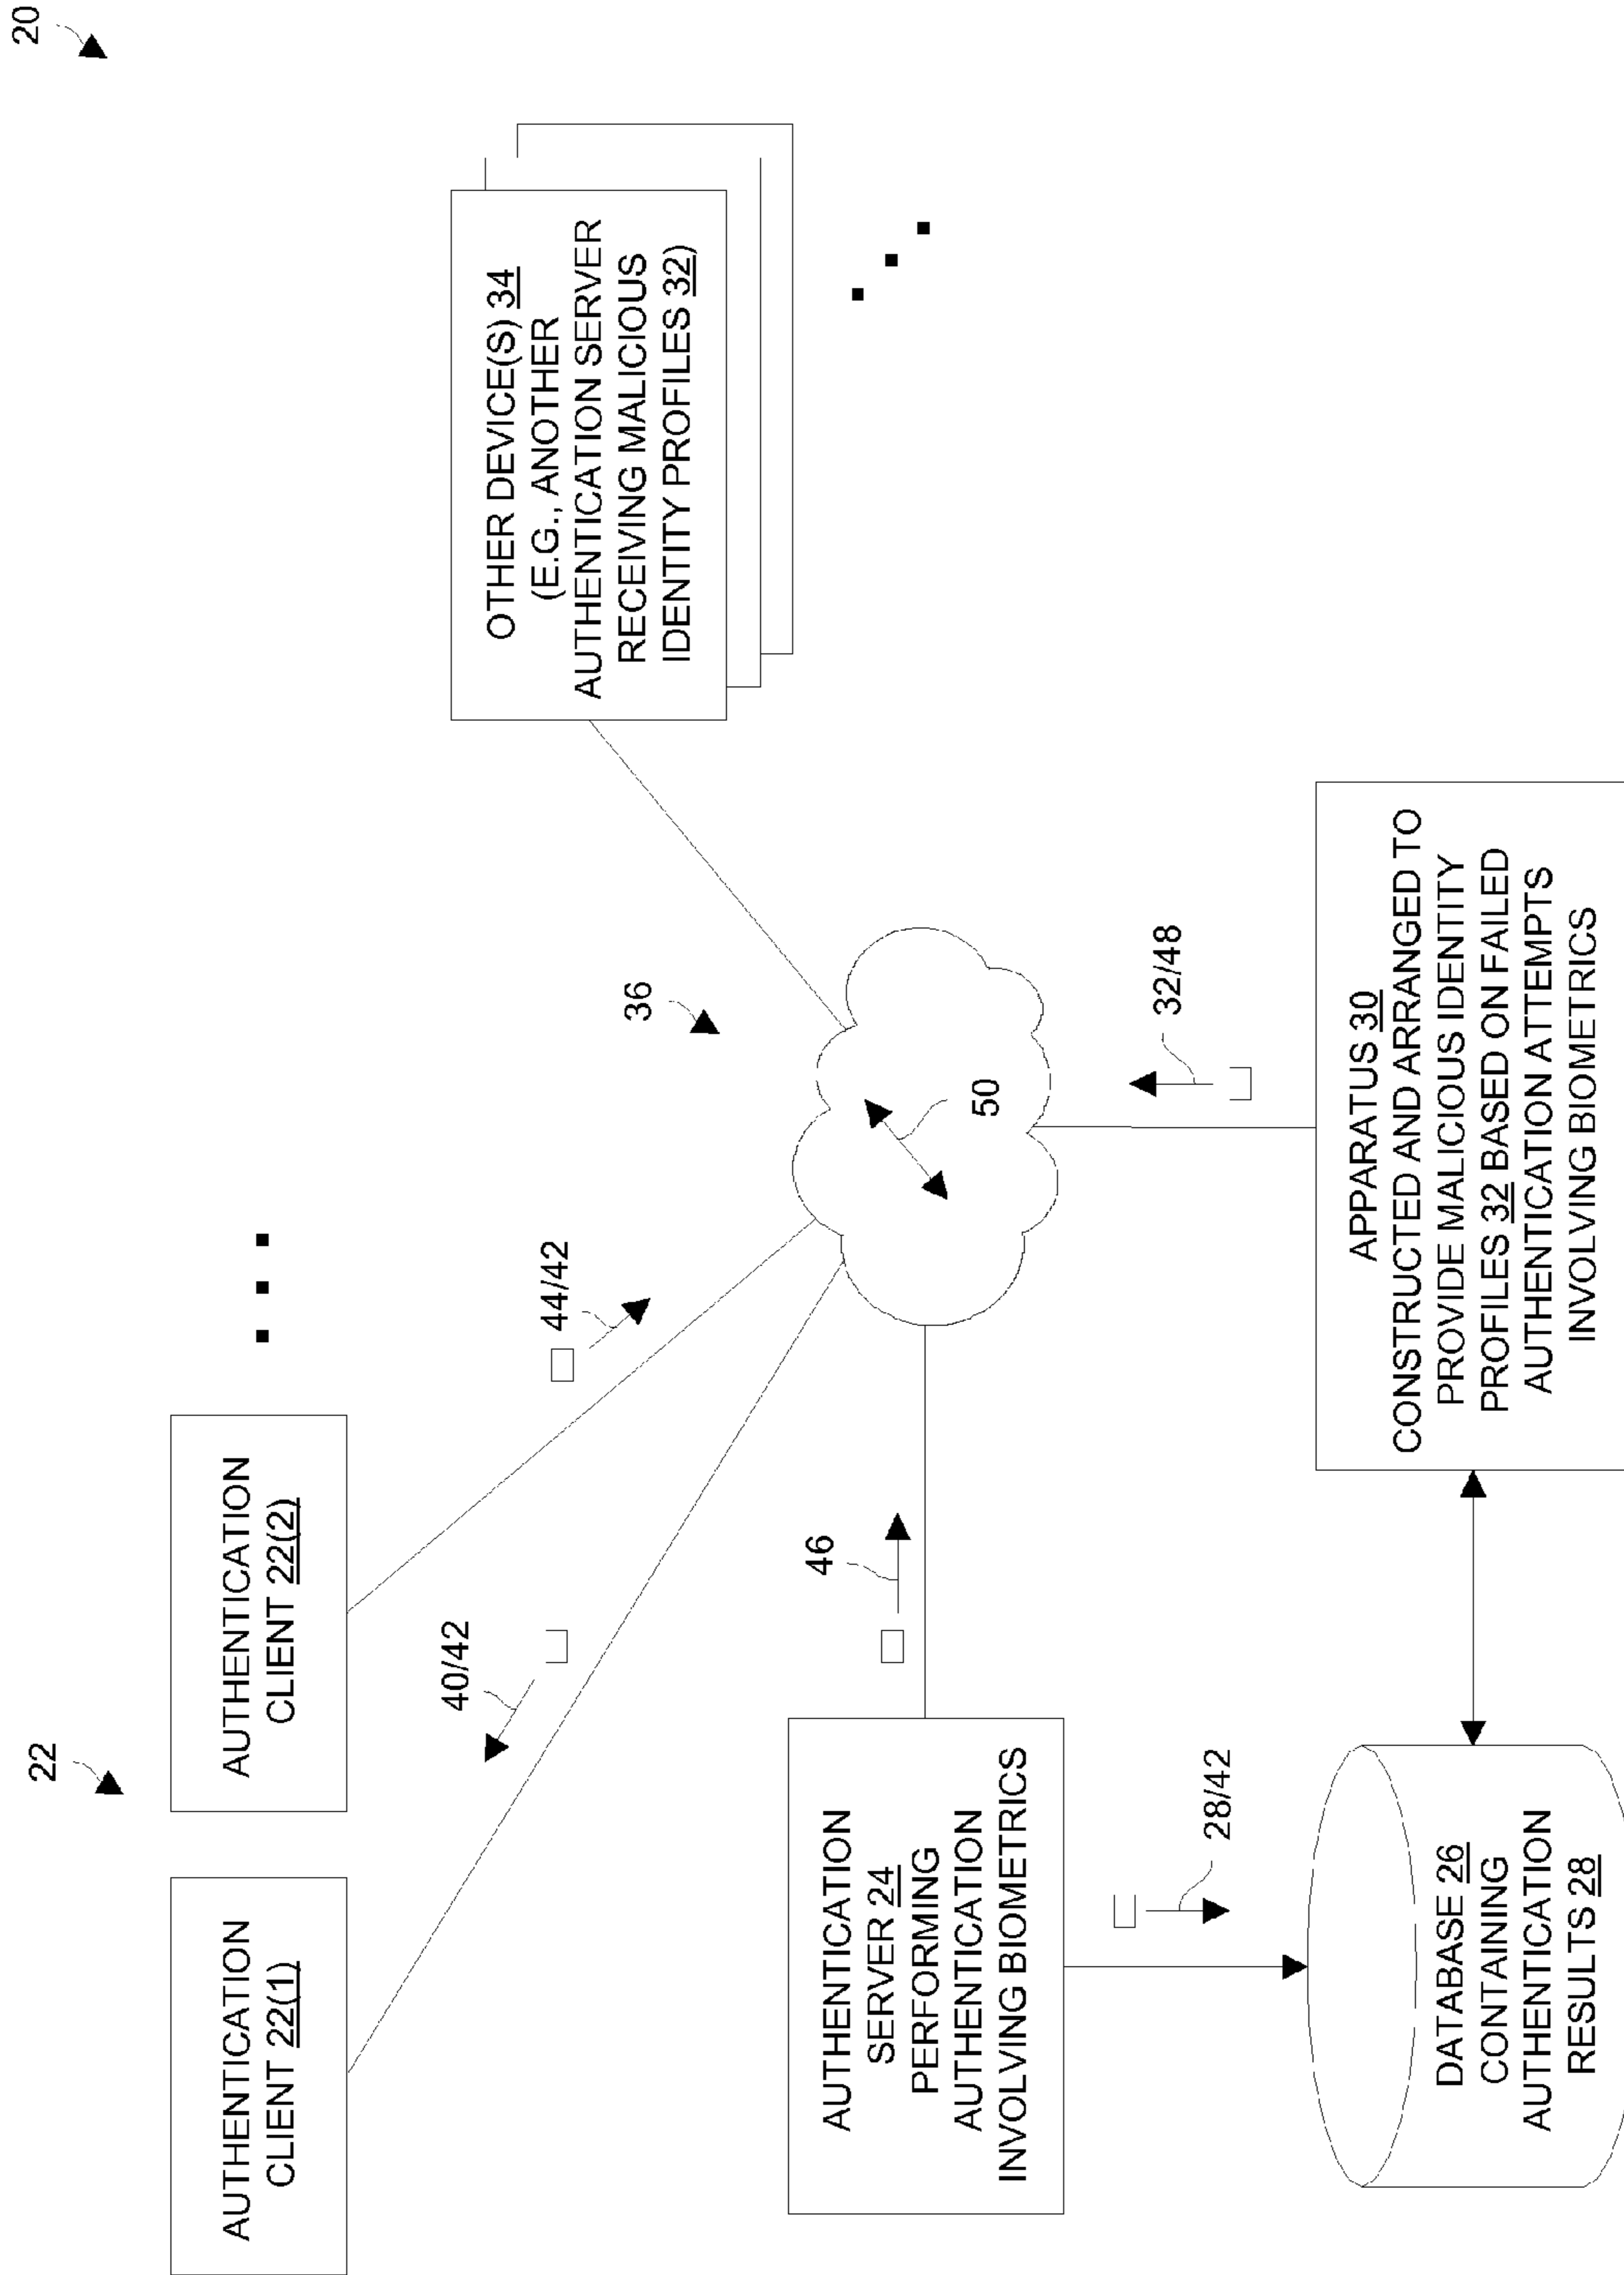 20
22
AUTHENTICATION
CLIENT 22(1)
AUTHENTICATION
CLIENT 22(2)
40/42
44/42
36
OTHER DEVICE(S) 34
(E.G., ANOTHER
AUTHENTICATION SERVER
RECEIVING MALICIOUS
IDENTITY PROFILES 32)
AUTHENTICATION
SERVER 24
PERFORMING
AUTHENTICATION
INVOLVING BIOMETRICS
46
50
28/42
32/48
DATABASE 26
CONTAINING
AUTHENTICATION
RESULTS 28
APPARATUS 30
CONSTRUCTED AND ARRANGED TO
PROVIDE MALICIOUS IDENTITY
PROFILES 32 BASED ON FAILED
AUTHENTICATION ATTEMPTS
INVOLVING BIOMETRICS